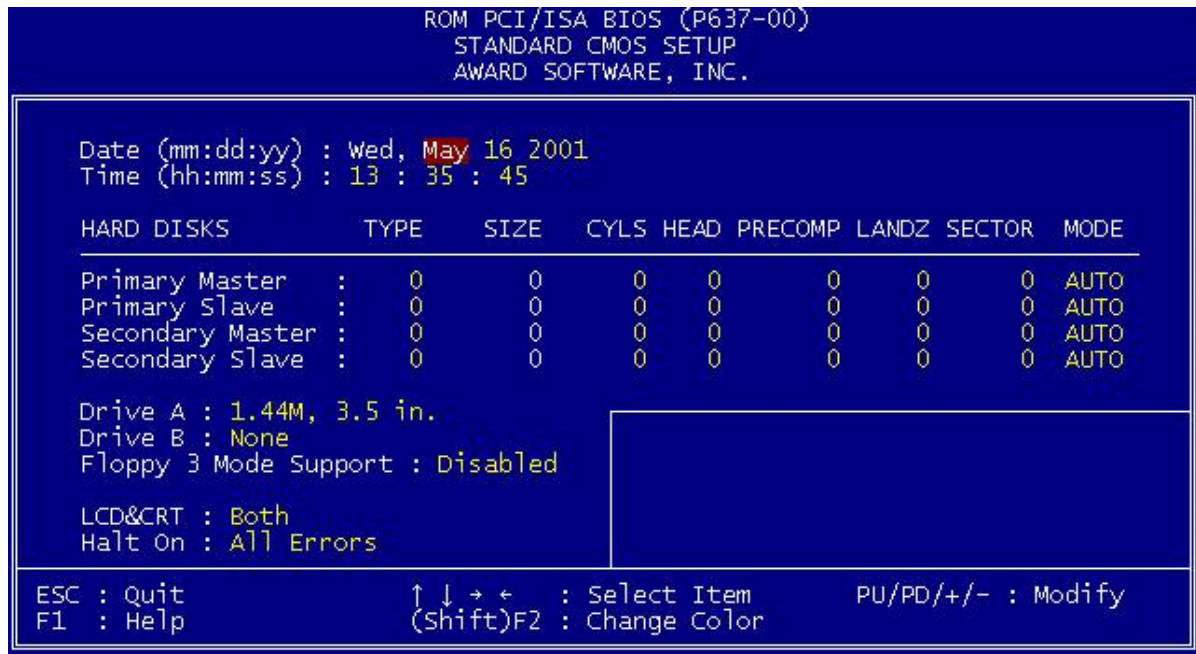 ROM PCI/ISA BIOS (P637-00)
STANDARD CMOS SETUP
AWARD SOFTWARE, INC.
Date (mm:dd:yy) : Wed, May 16 2001
Time (hh:mm:ss) : 13 : 35 : 45
HARD DISKS TYPE SIZE CYLS HEAD PRECOMP LANDZ SECTOR MODE
Primary Master : 0 0 0 0 0 0 0 AUTO
Primary Slave : 0 0 0 0 0 0 0 AUTO
Secondary Master : 0 0 0 0 0 0 0 AUTO
Secondary Slave : 0 0 0 0 0 0 0 AUTO
Drive A : 1.44M, 3.5 in.
Drive B : None
Floppy 3 Mode Support : Disabled
LCD&CRT : Both
Halt On : All Errors
ESC : Quit ↑ ↓ → ← : Select Item PU/PD/+/- : Modify
F1 : Help (Shift)F2 : Change Color